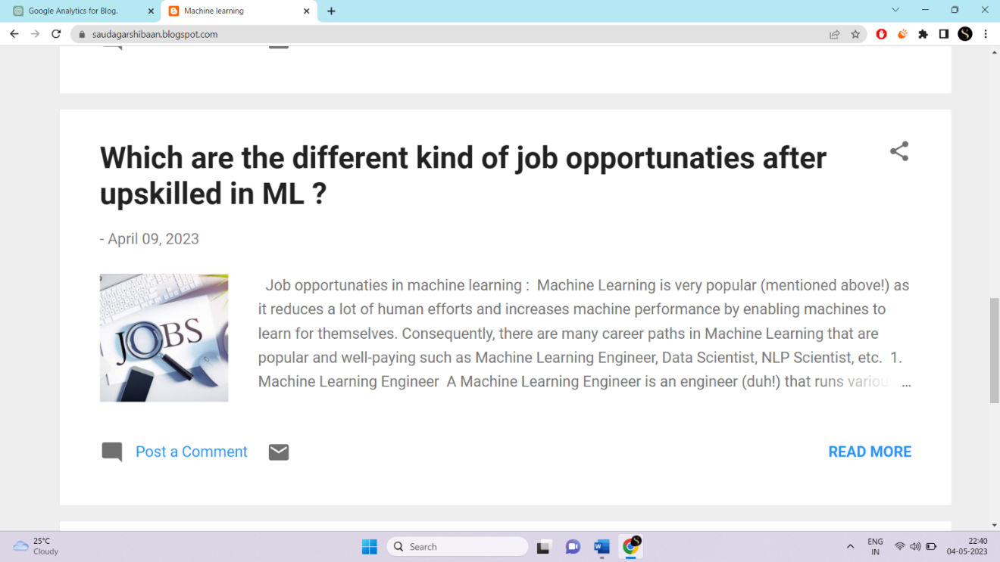 Google Analytics for Blog.
Machine learning
saudagarshibaan.blogspot.com
Which are the different kind of job opportunaties after
upskilled in ML ?
- April 09, 2023
JOBS
Job opportunaties in machine learning :  Machine Learning is very popular (mentioned above!) as
it reduces a lot of human efforts and increases machine performance by enabling machines to
learn for themselves. Consequently, there are many career paths in Machine Learning that are
popular and well-paying such as Machine Learning Engineer, Data Scientist, NLP Scientist, etc.  1.
Machine Learning Engineer  A Machine Learning Engineer is an engineer (duh!) that runs various ...
Post a Comment
READ MORE
25°C
Cloudy
Search
ENG
IN
22:40
04-05-2023